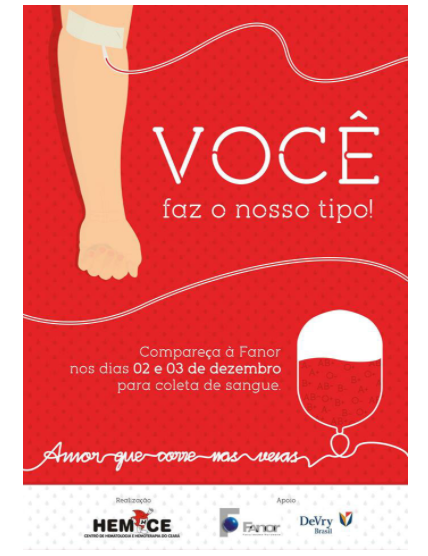 VOCÊ
faz o nosso tipo!
Compareça à Fanor
nos dias 02 e 03 de dezembro
para coleta de sangue.
Amor que corre nas veias
Realização
Apoio
HEMOCE
CENTRO DE HEMATOLOGIA E HEMOTERAPIA DO CEARÁ
Fanor
DeVry
Brasil